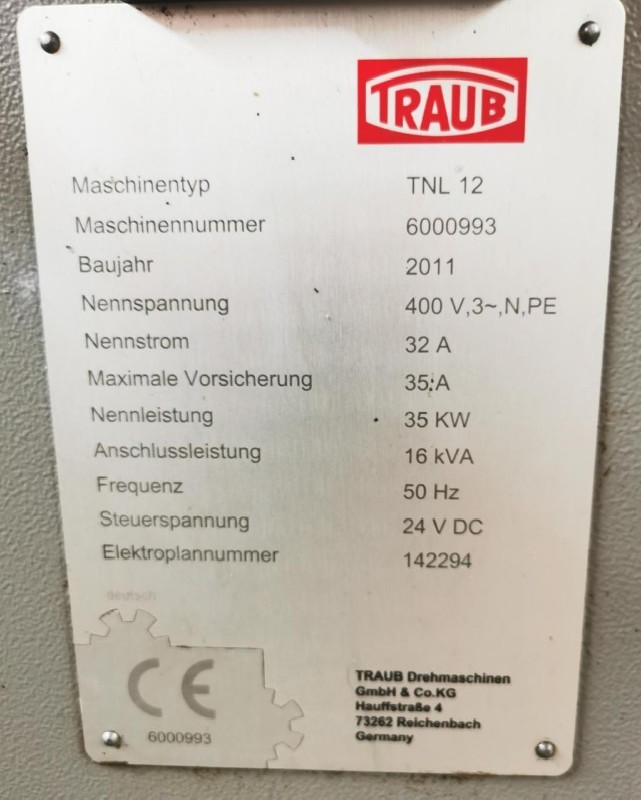 TRAUB
Maschinentyp TNL 12
Maschinennummer 6000993
Baujahr 2011
Nennspannung 400 V,3~,N,PE
Nennstrom 32 A
Maximale Vorsicherung 35 A
Nennleistung 35 KW
Anschlussleistung 16 kVA
Frequenz 50 Hz
Steuerspannung 24 V DC
Elektroplannummer 142294
deutsch
CE
6000993
TRAUB Drehmaschinen
GmbH & Co.KG
Hauffstraße 4
73262 Reichenbach
Germany